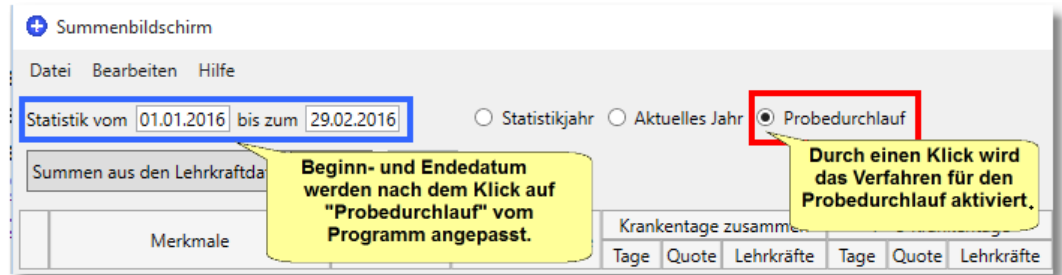 Summenbildschirm
Datei Bearbeiten Hilfe
Statistik vom 01.01.2016 bis zum 29.02.2016 Statistikjahr Aktuelles Jahr Probedurchlauf
Summen aus den Lehrkraftda
Beginn- und Endedatum
werden nach dem Klick auf
"Probedurchlauf" vom
Programm angepasst.
Durch einen Klick wird
das Verfahren für den
Probedurchlauf aktiviert.
Merkmale
Krankentage zusammen
Tage Quote Lehrkräfte Tage Quote Lehrkräfte